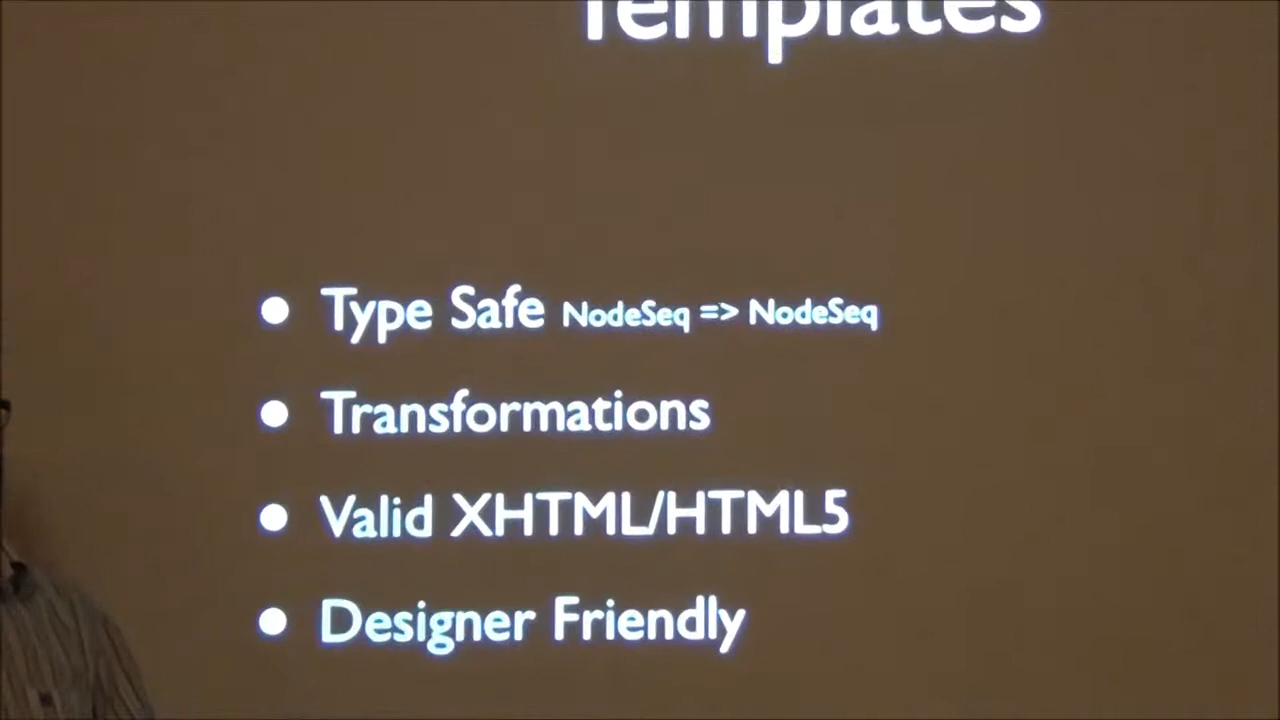 Templates
• Type Safe NodeSeq => NodeSeq
• Transformations
• Valid XHTML/HTML5
• Designer Friendly